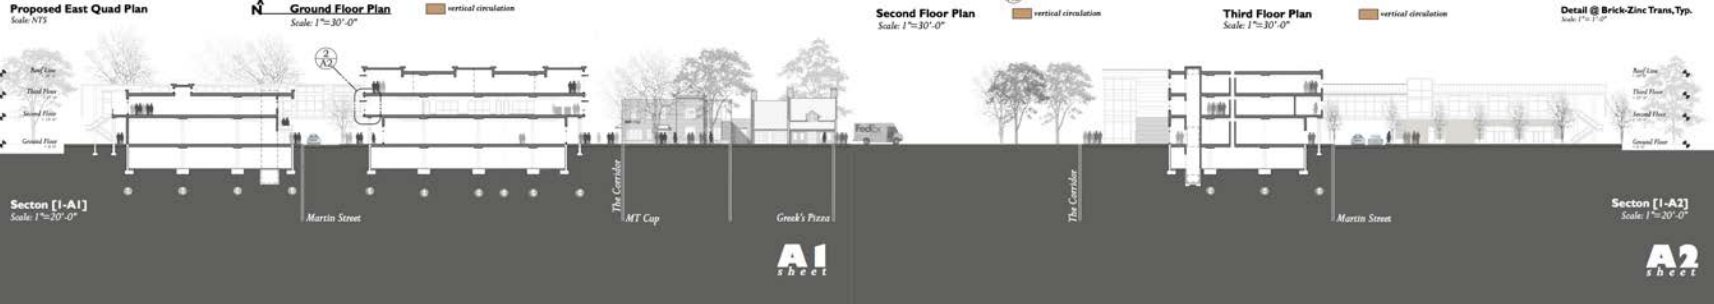 Proposed East Quad Plan
Scale: NTS
N
Ground Floor Plan
Scale: 1"=30'-0"
vertical circulation
Second Floor Plan
Scale: 1"=30'-0"
vertical circulation
Third Floor Plan
Scale: 1"=30'-0"
vertical circulation
Detail @ Brick-Zinc Trans, Typ.
Scale: 1"= 1'-0"
2
A2
Roof Line
Third Floor
Second Floor
Ground Floor
FedEx
Roof Line
Third Floor
Second Floor
Ground Floor
Secton [1-A1]
Scale: 1"=20'-0"
Martin Street
The Corridor
MT Cup
Greek's Pizza
The Corridor
Martin Street
Secton [1-A2]
Scale: 1"=20'-0"
A1
sheet
A2
sheet